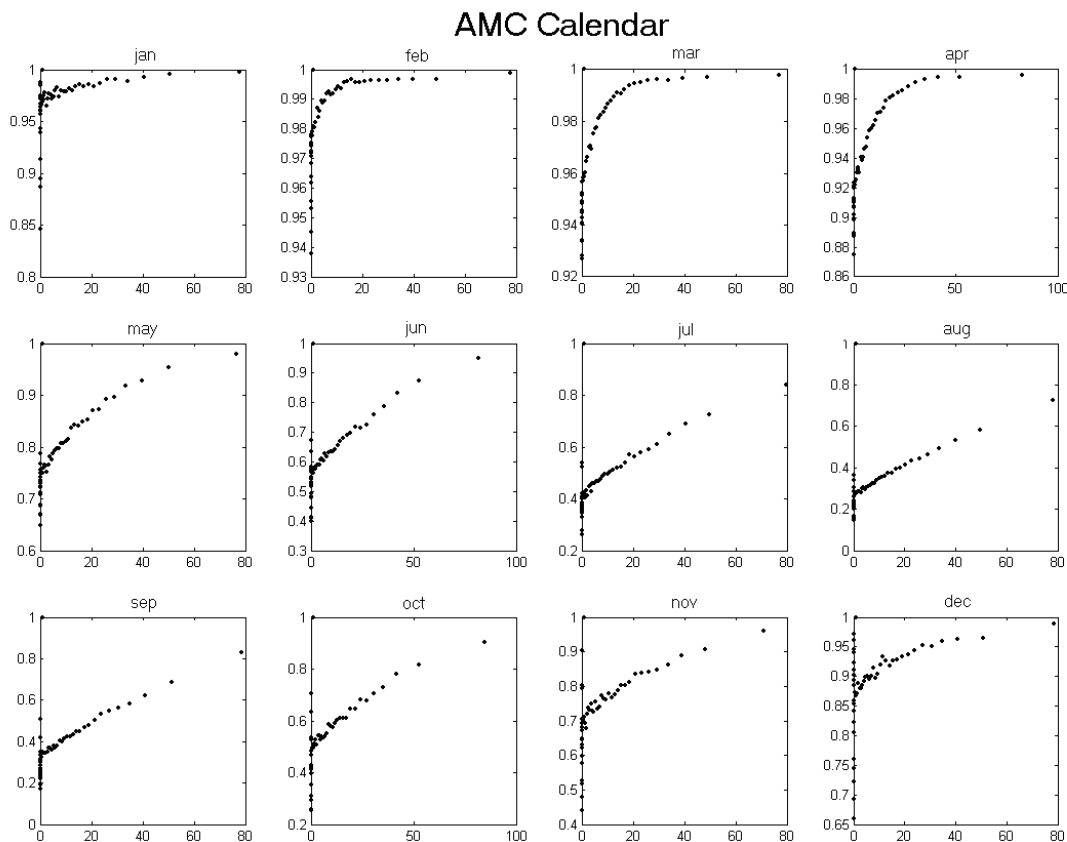 AMC Calendar
jan feb mar apr
1 1 1 1
0.99 0.98
0.98
0.95 0.98 0.96
0.97 0.94
0.9 0.96 0.96 0.92
0.95 0.9
0.85 0.94
0.94 0.88
0.8 0.93 0.92 0.86
0 20 40 60 80 0 20 40 60 80 0 20 40 60 80 0 50 100
may jun jul aug
1 1 1 1
0.9
0.9 0.8 0.8 0.8
0.7
0.8 0.6 0.6 0.6
0.5 0.4
0.7 0.4
0.4 0.2
0.6 0.3 0.2 0
0 20 40 60 80 0 50 100 0 20 40 60 80 0 20 40 60 80
sep oct nov dec
1 1 1 1
0.9 0.95
0.8 0.8 0.9
0.8
0.6 0.85
0.6 0.7 0.8
0.4
0.6 0.75
0.2 0.4 0.5 0.7
0 0.2 0.4 0.65
0 20 40 60 80 0 50 100 0 20 40 60 80 0 20 40 60 80